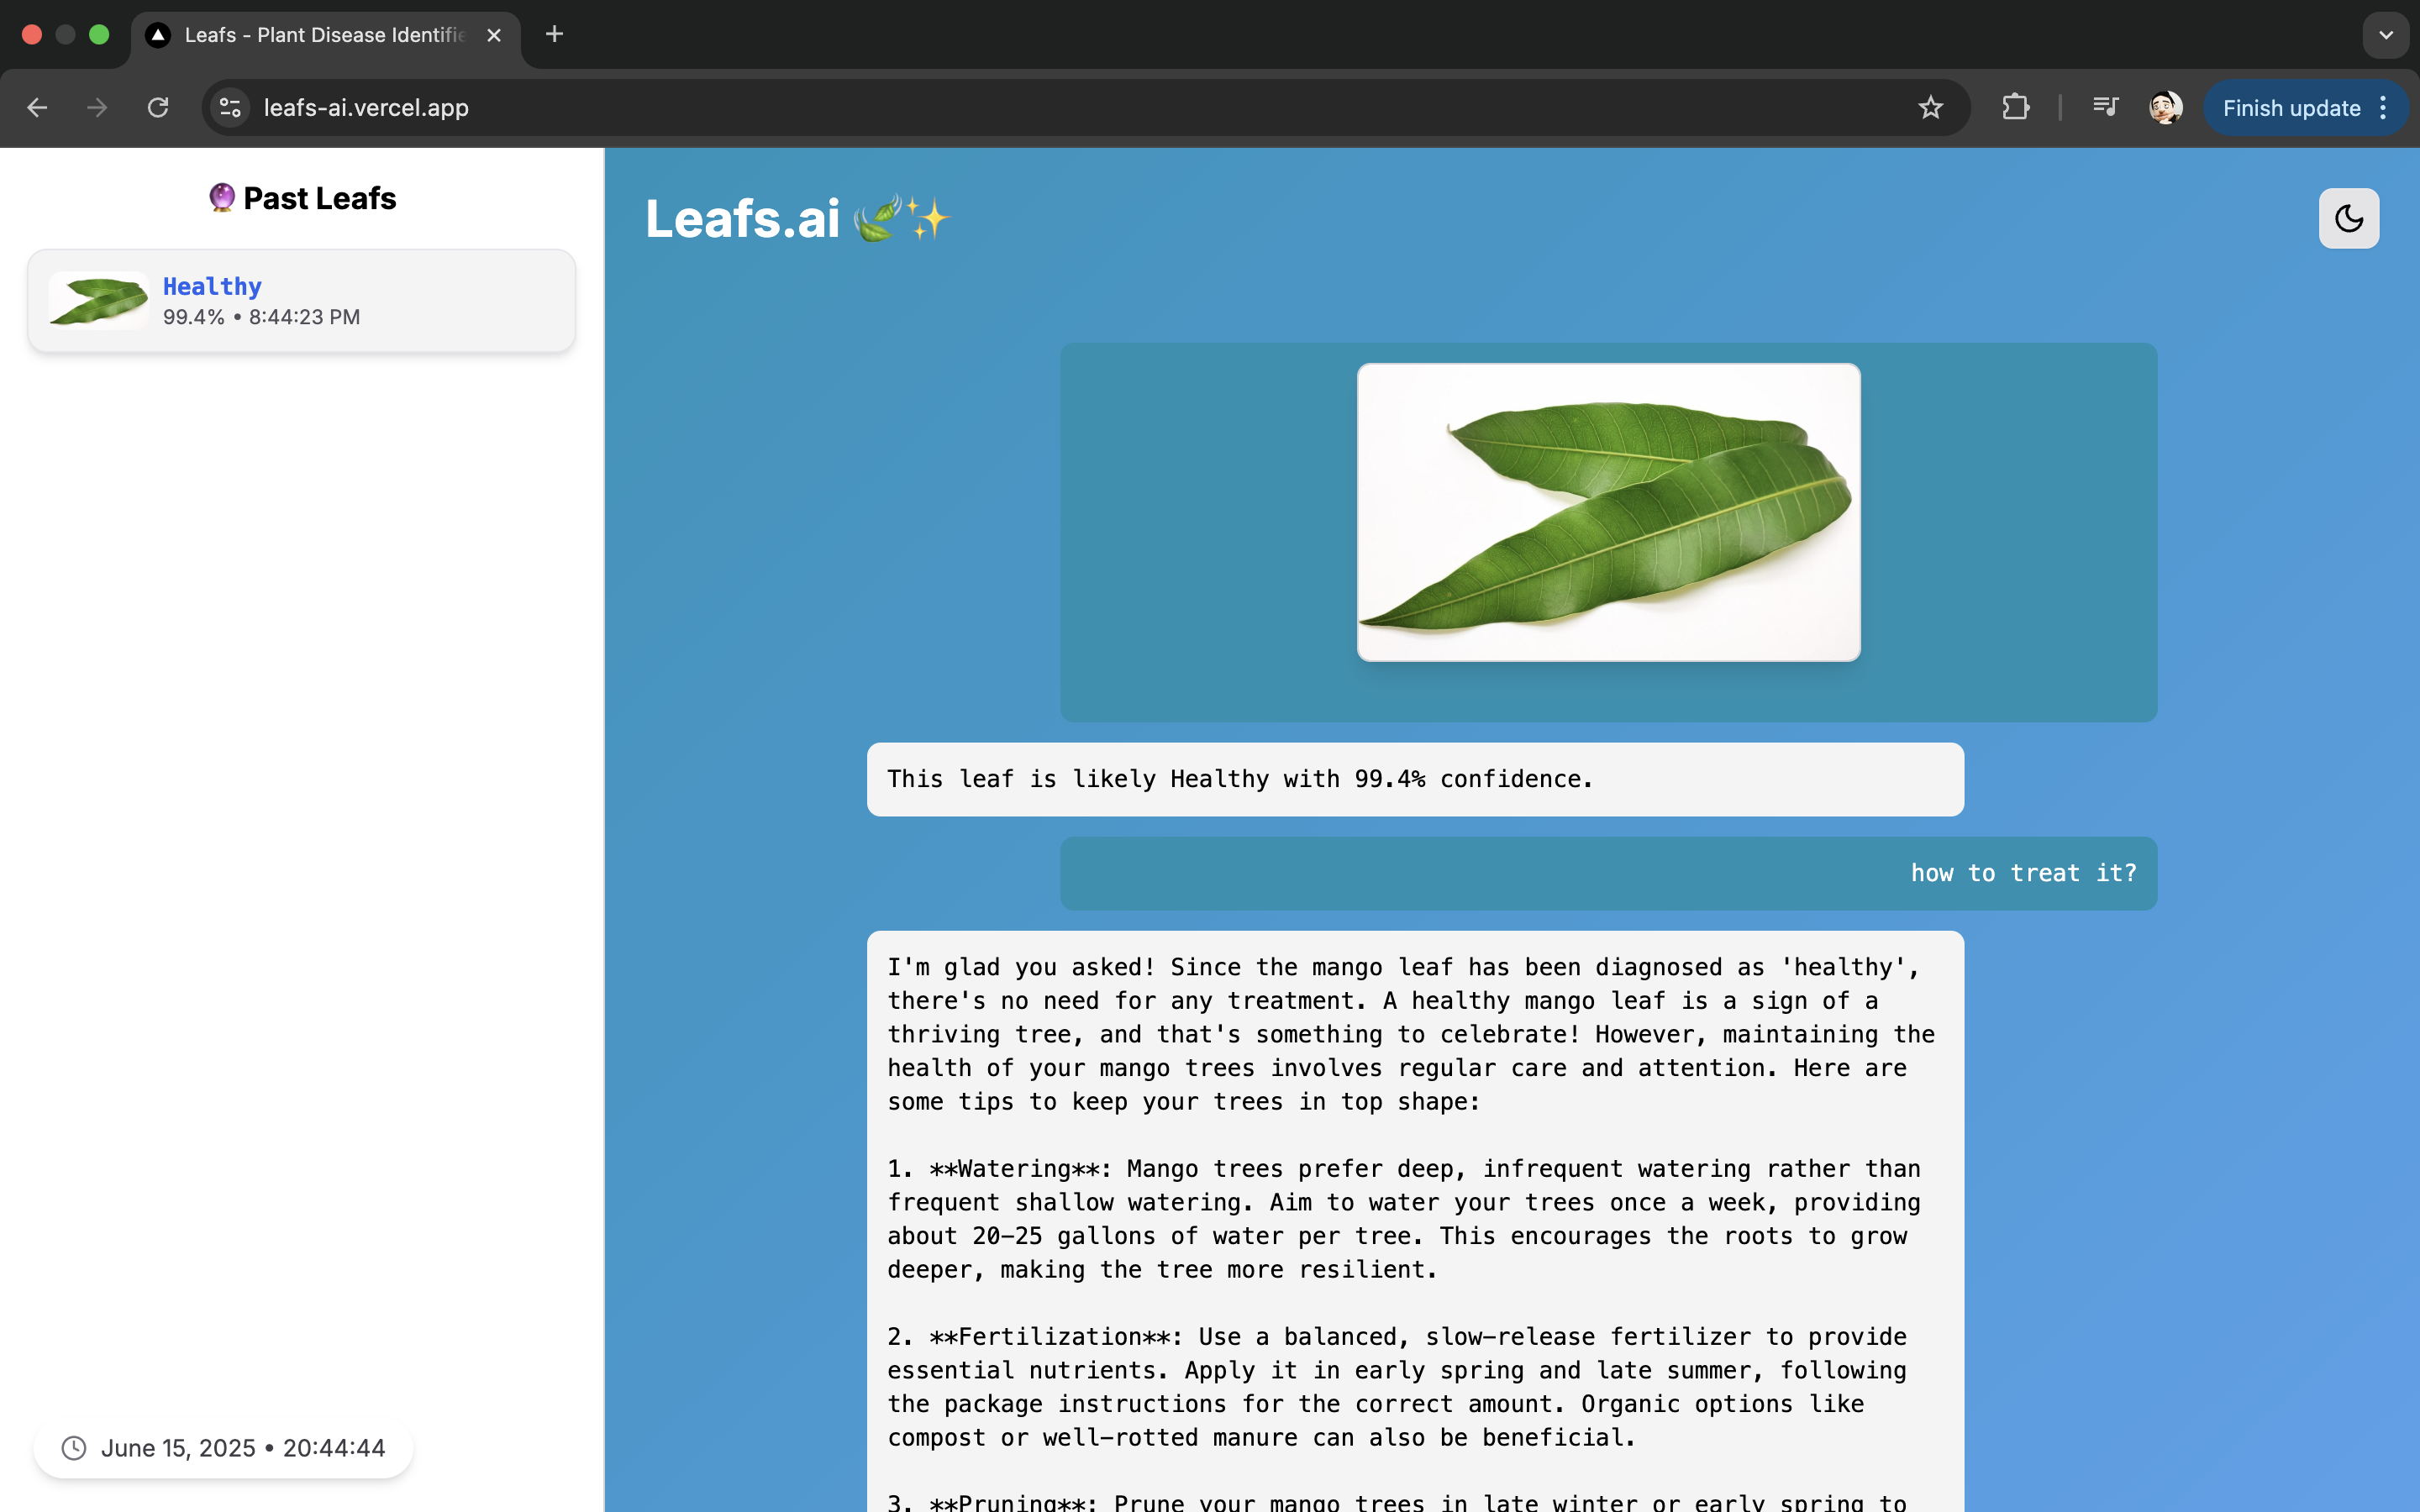 Leafs - Plant Disease Identifie
leafs-ai.vercel.app
Finish update
🔮 Past Leafs
Healthy
99.4% • 8:44:23 PM
June 15, 2025 • 20:44:44
Leafs.ai 🍃✨
This leaf is likely Healthy with 99.4% confidence.
how to treat it?
I'm glad you asked! Since the mango leaf has been diagnosed as 'healthy',
there's no need for any treatment. A healthy mango leaf is a sign of a
thriving tree, and that's something to celebrate! However, maintaining the
health of your mango trees involves regular care and attention. Here are
some tips to keep your trees in top shape:
1. **Watering**: Mango trees prefer deep, infrequent watering rather than
frequent shallow watering. Aim to water your trees once a week, providing
about 20-25 gallons of water per tree. This encourages the roots to grow
deeper, making the tree more resilient.
2. **Fertilization**: Use a balanced, slow-release fertilizer to provide
essential nutrients. Apply it in early spring and late summer, following
the package instructions for the correct amount. Organic options like
compost or well-rotted manure can also be beneficial.
3. **Pruning**: Prune your mango trees in late winter or early spring to